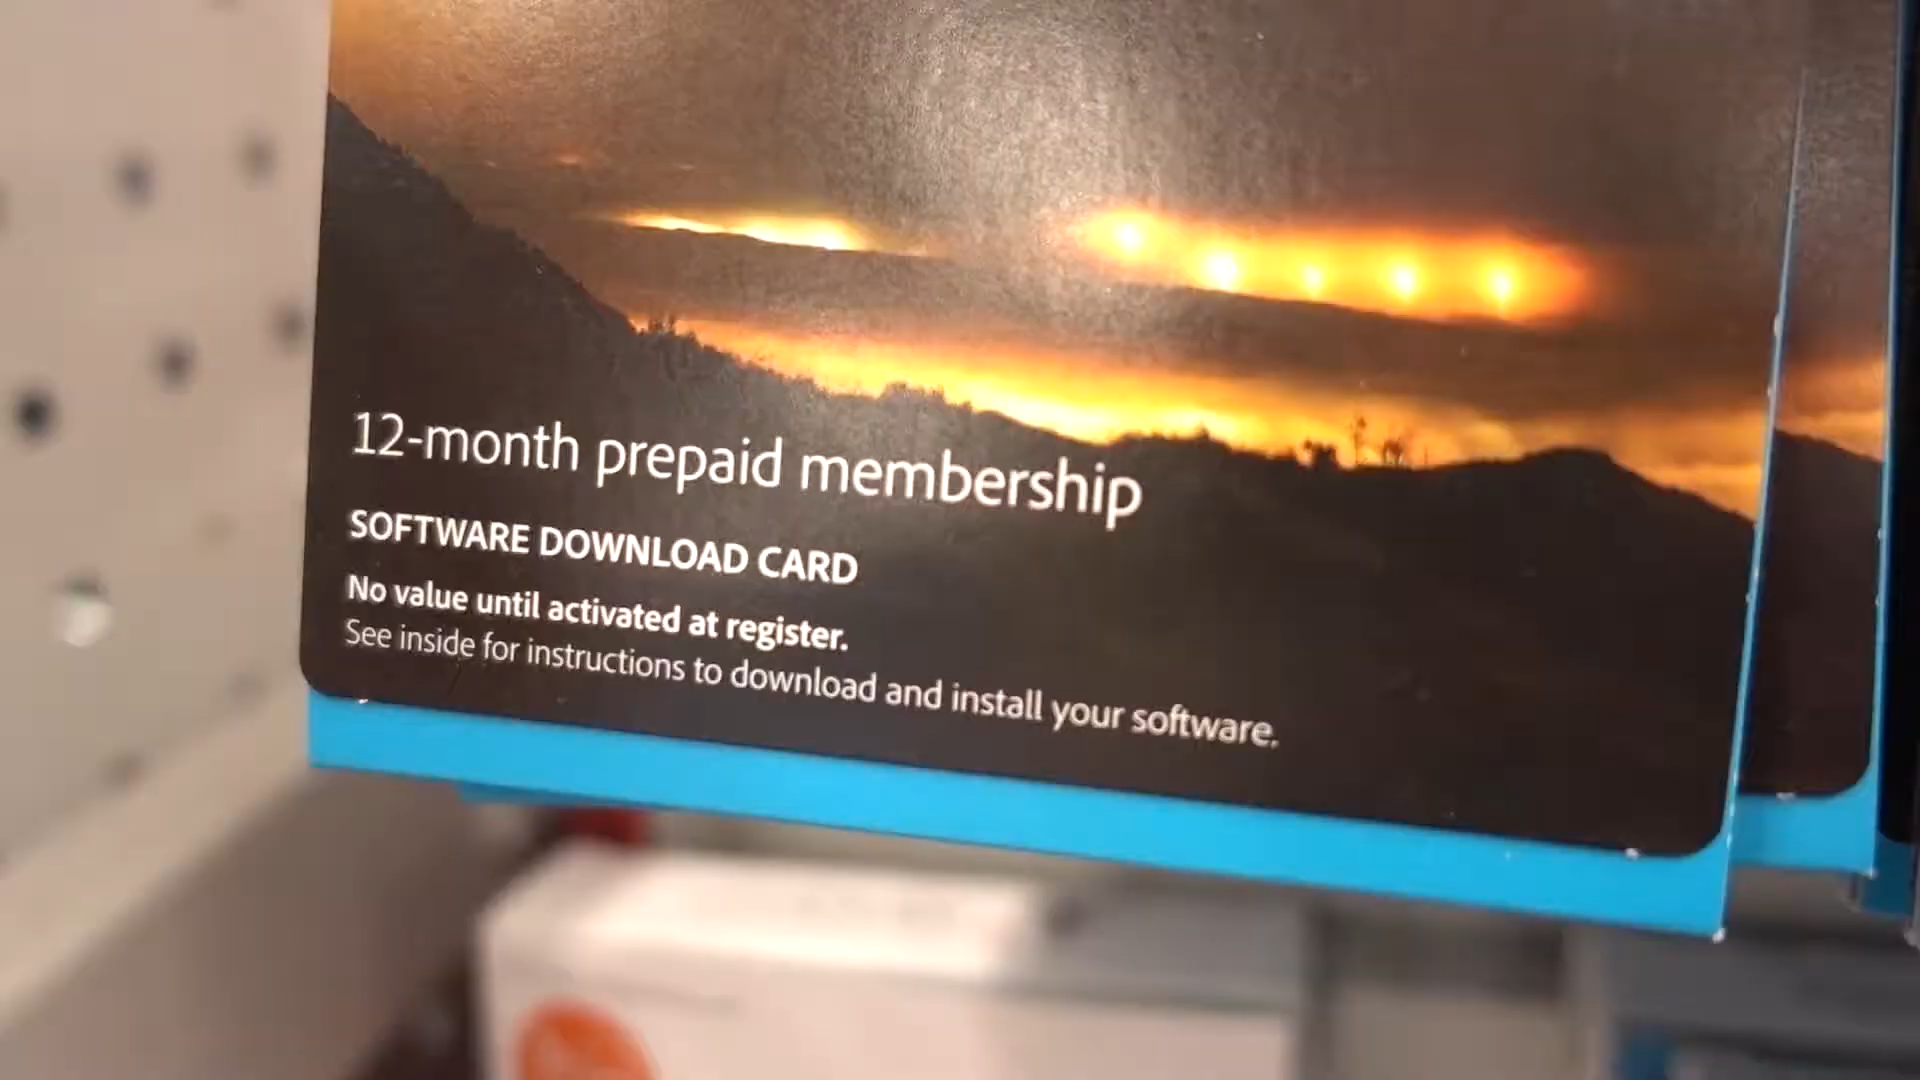 12-month prepaid membership
SOFTWARE DOWNLOAD CARD
No value until activated at register.
See inside for instructions to download and install your software.